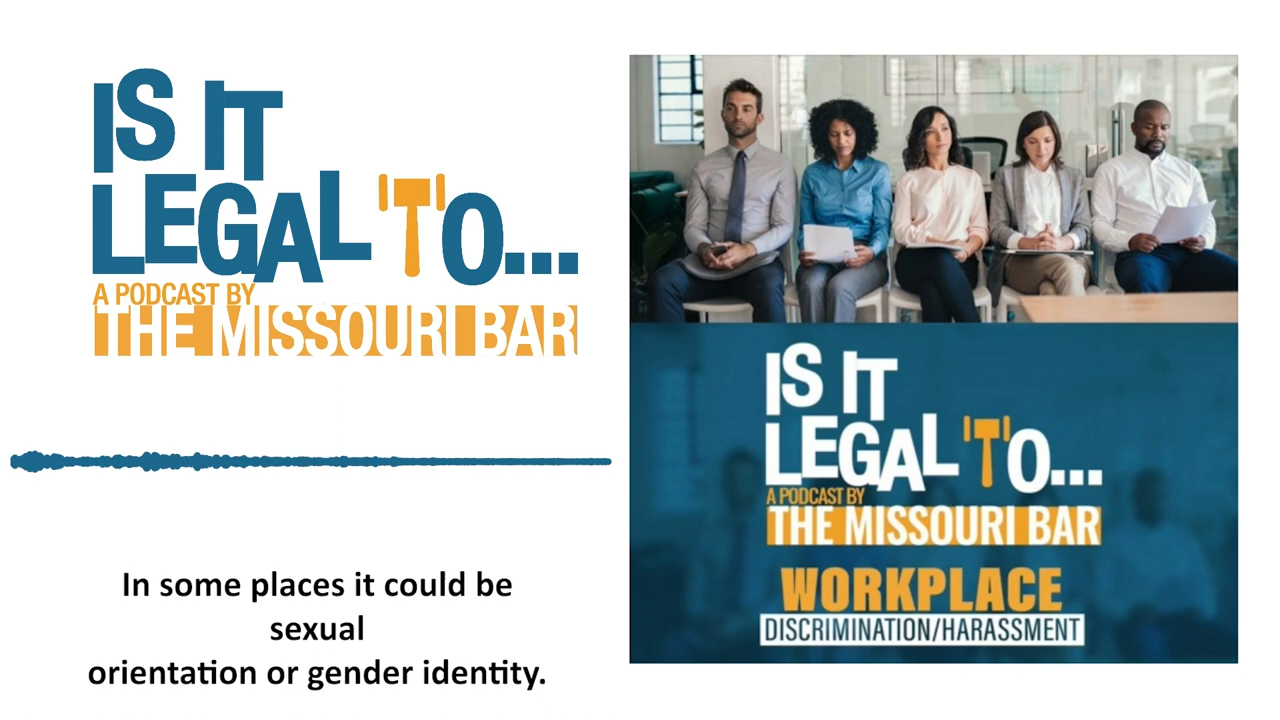 IS IT
LEGAL 'T'O...
A PODCAST BY
THE MISSOURI BAR
In some places it could be
sexual
orientation or gender identity.
IS IT
LEGAL 'T'O...
A PODCAST BY
THE MISSOURI BAR
WORKPLACE
DISCRIMINATION/HARASSMENT